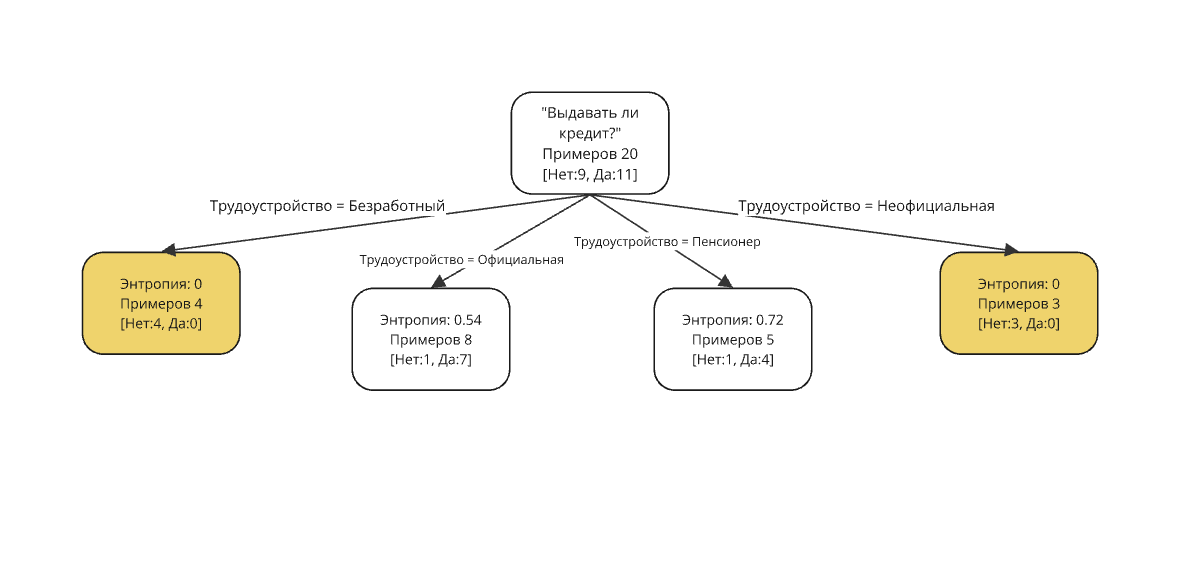 "Выдавать ли
кредит?"
Примеров 20
[Нет:9, Да:11]
Трудоустройство = Безработный
Трудоустройство = Неофициальная
Трудоустройство = Пенсионер
Трудоустройство = Официальная
Энтропия: 0
Примеров 4
[Нет:4, Да:0]
Энтропия: 0.54
Примеров 8
[Нет:1, Да:7]
Энтропия: 0.72
Примеров 5
[Нет:1, Да:4]
Энтропия: 0
Примеров 3
[Нет:3, Да:0]